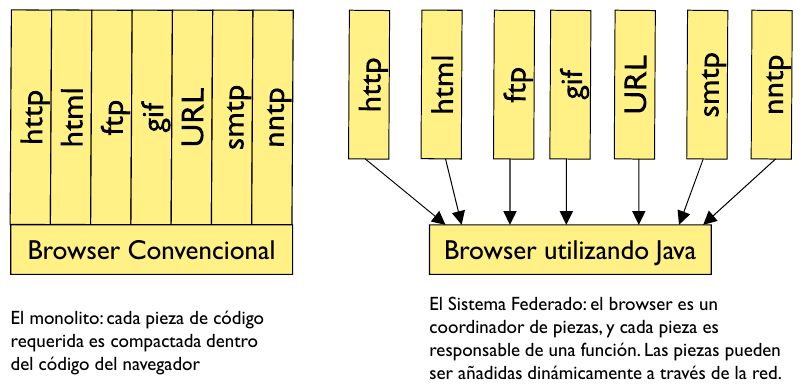 http
html
ftp
gif
URL
smtp
nntp
Browser Convencional
El monolito: cada pieza de código
requerida es compactada dentro
del código del navegador
http
html
ftp
gif
URL
smtp
nntp
Browser utilizando Java
El Sistema Federado: el browser es un
coordinador de piezas, y cada pieza es
responsable de una función. Las piezas pueden
ser añadidas dinámicamente a través de la red.